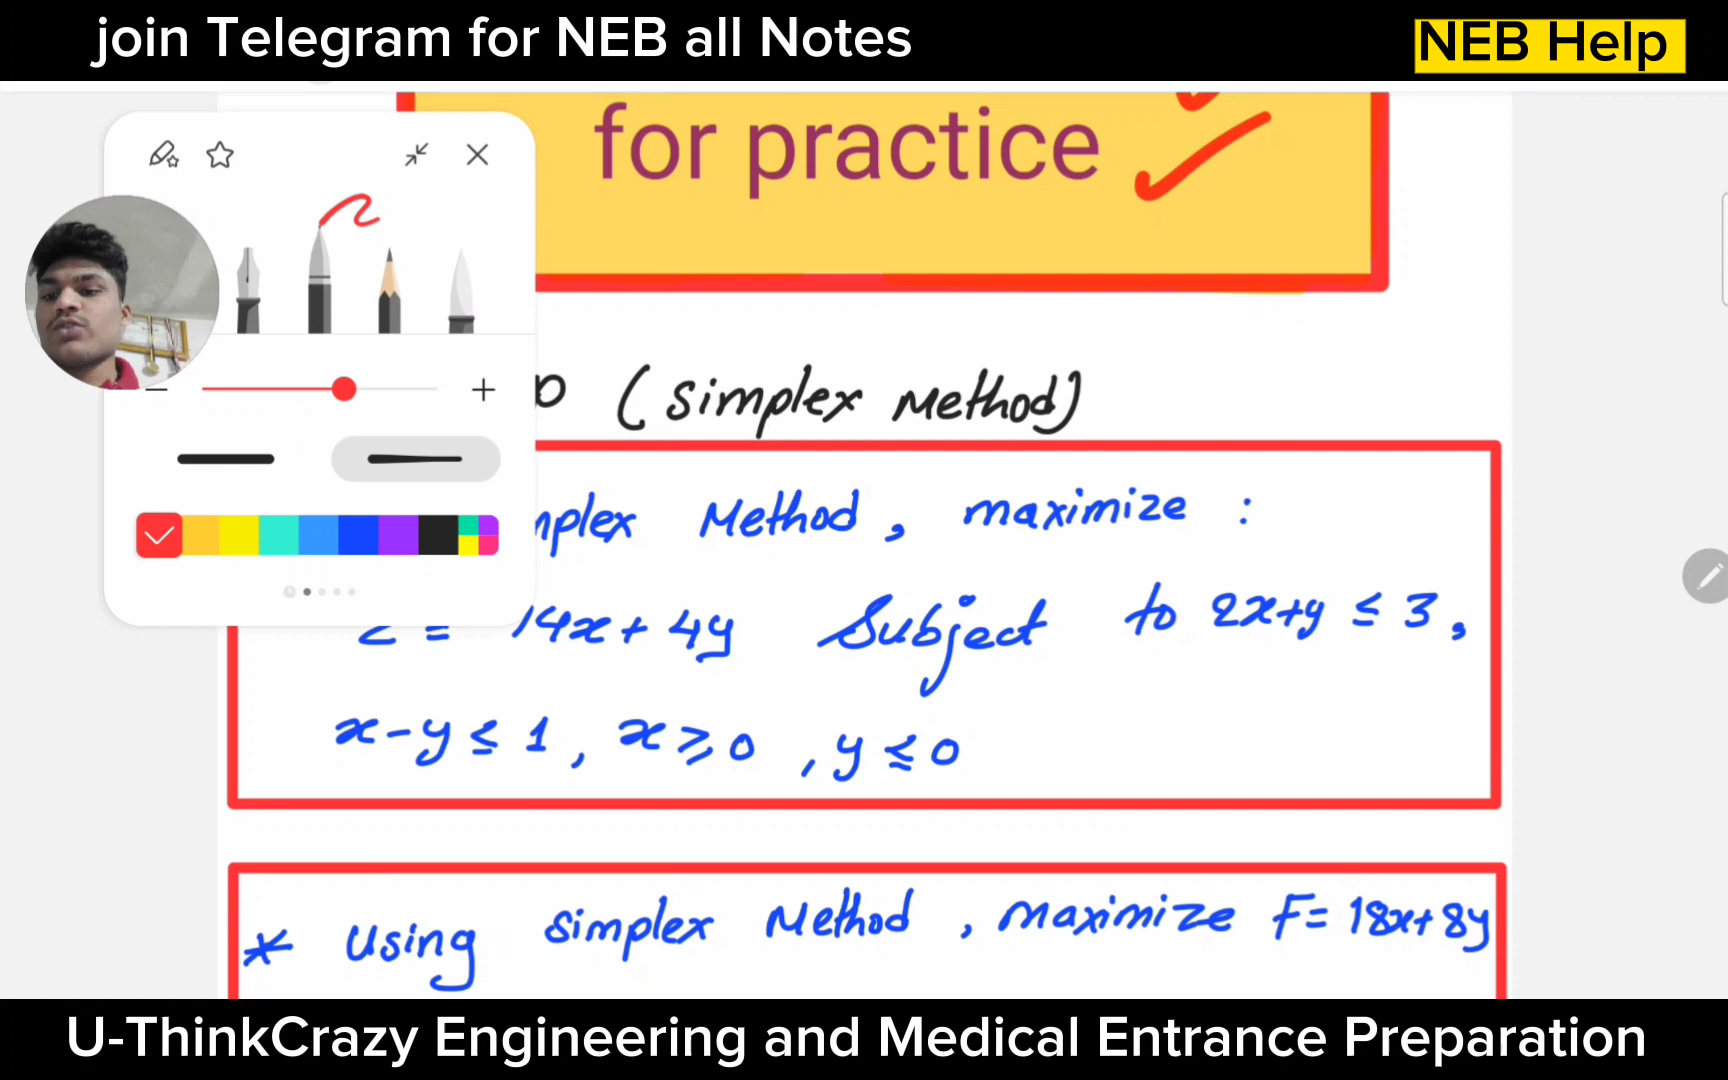 join Telegram for NEB all Notes
NEB Help
for practice
(simplex Method)
Method, maximize :
Z = 14x + 4y Subject to 2x+y ≤ 3,
x-y ≤ 1, x ≥ 0, y ≤ 0
* Using simplex Method, maximize F= 18x+8y
U-ThinkCrazy Engineering and Medical Entrance Preparation